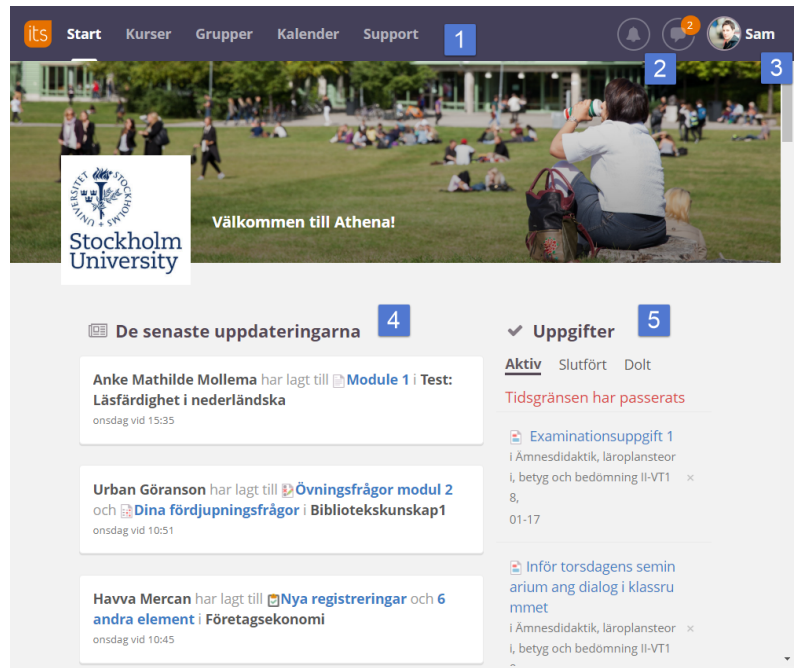 its Start Kurser Grupper Kalender Support 1 2 Sam
2 3
STOCKHOLMS UNIVERSITET
Stockholm
University
Välkommen till Athena!
De senaste uppdateringarna 4
Anke Mathilde Mollema har lagt till Module 1 i Test:
Läsfärdighet i nederländska
onsdag vid 15:35
Urban Göranson har lagt till Övningsfrågor modul 2
och Dina fördjupningsfrågor i Bibliotekskunskap1
onsdag vid 10:51
Havva Mercan har lagt till Nya registreringar och 6
andra element i Företagsekonomi
onsdag vid 10:45
Uppgifter 5
Aktiv Slutfört Dolt
Tidsgränsen har passerats
Examinationsuppgift 1
i Ämnesdidaktik, läroplansteor
i, betyg och bedömning II-VT1 ×
8,
01-17
Inför torsdagens semin
arium ang dialog i klassru
mmet
i Ämnesdidaktik, läroplansteor ×
i, betyg och bedömning II-VT1